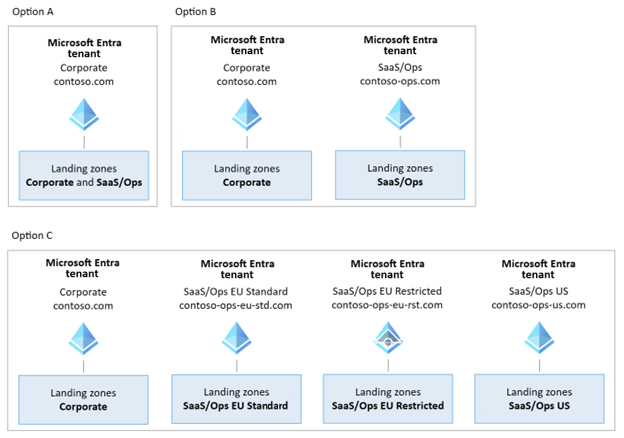 Option A
Microsoft Entra
tenant
Corporate
contoso.com
Landing zones
Corporate and SaaS/Ops
Option B
Microsoft Entra
tenant
Corporate
contoso.com
Landing zones
Corporate
Microsoft Entra
tenant
SaaS/Ops
contoso-ops.com
Landing zones
SaaS/Ops
Option C
Microsoft Entra
tenant
Corporate
contoso.com
Landing zones
Corporate
Microsoft Entra
tenant
SaaS/Ops EU Standard
contoso-ops-eu-std.com
Landing zones
SaaS/Ops EU Standard
Microsoft Entra
tenant
SaaS/Ops EU Restricted
contoso-ops-eu-rst.com
Landing zones
SaaS/Ops EU Restricted
Microsoft Entra
tenant
SaaS/Ops US
contoso-ops-us.com
Landing zones
SaaS/Ops US